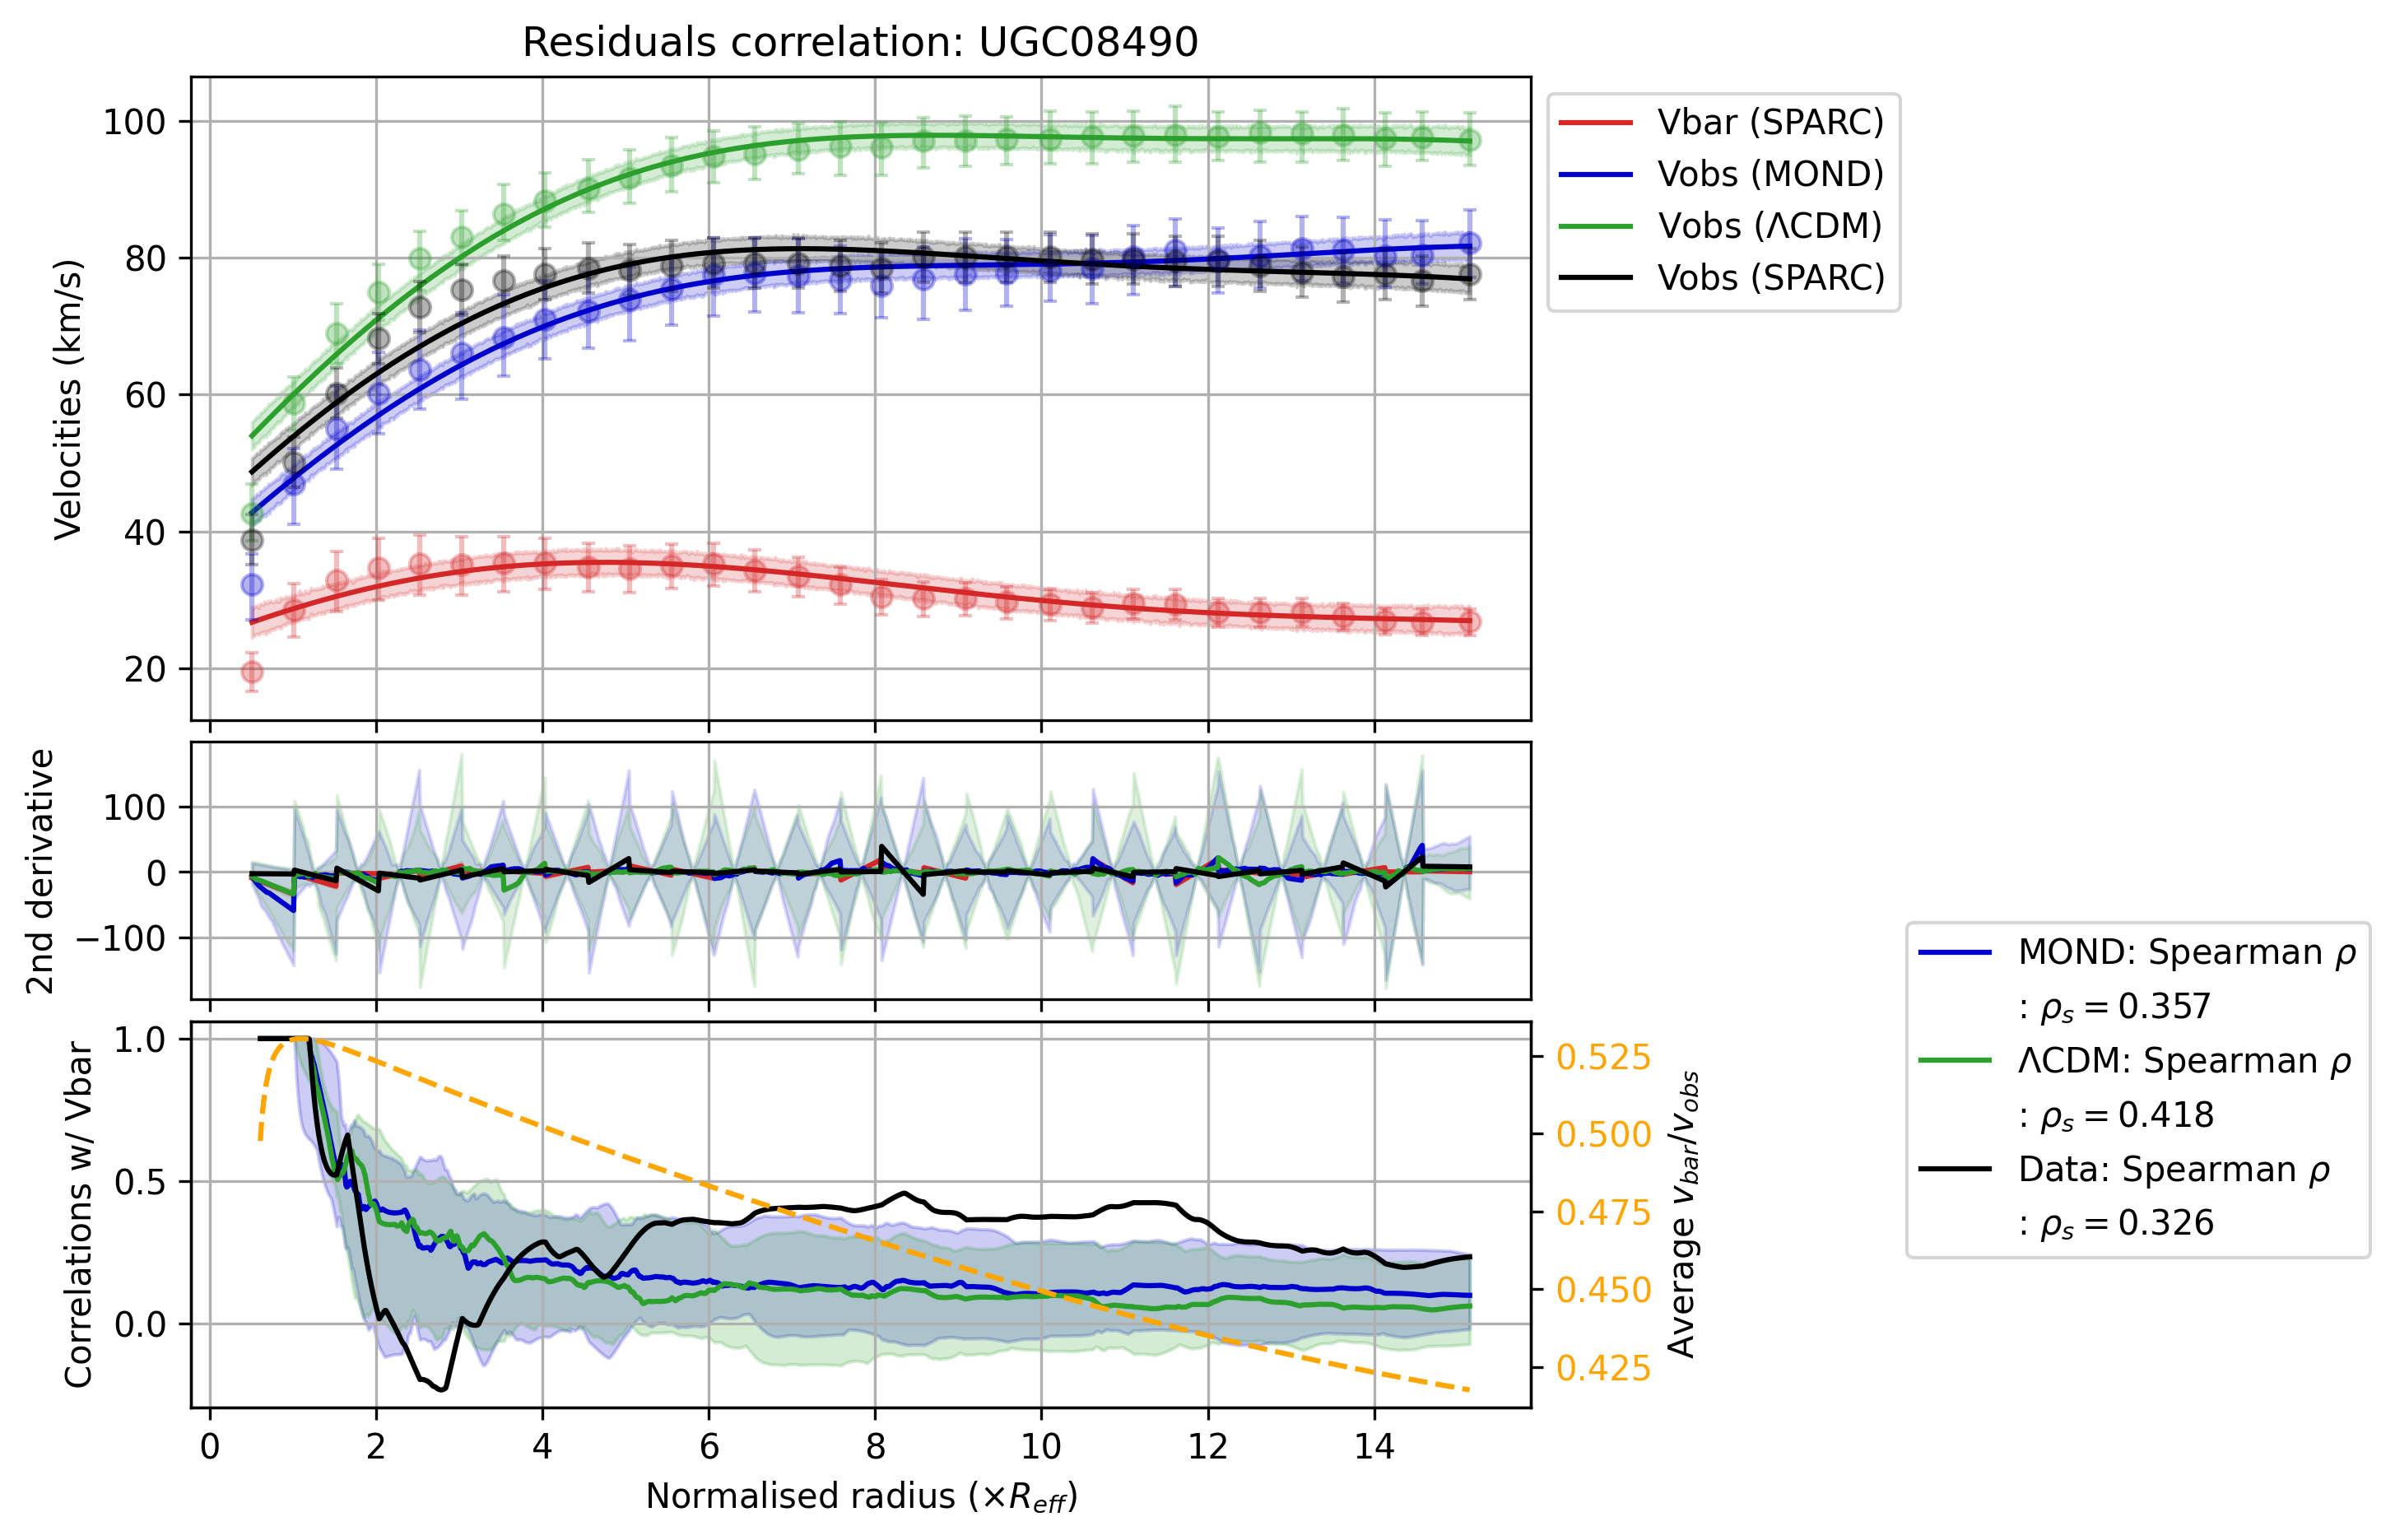 Residuals correlation: UGC08490
Velocities (km/s)
100
80
60
40
20
Vbar (SPARC)
Vobs (MOND)
Vobs (ΛCDM)
Vobs (SPARC)
2nd derivative
100
0
−100
Correlations w/ Vbar
1.0
0.5
0.0
0.525
0.500
0.475
0.450
0.425
Average v_bar/v_obs
MOND: Spearman ρ
: ρ_s = 0.357
ΛCDM: Spearman ρ
: ρ_s = 0.418
Data: Spearman ρ
: ρ_s = 0.326
0 2 4 6 8 10 12 14
Normalised radius (×R_eff)